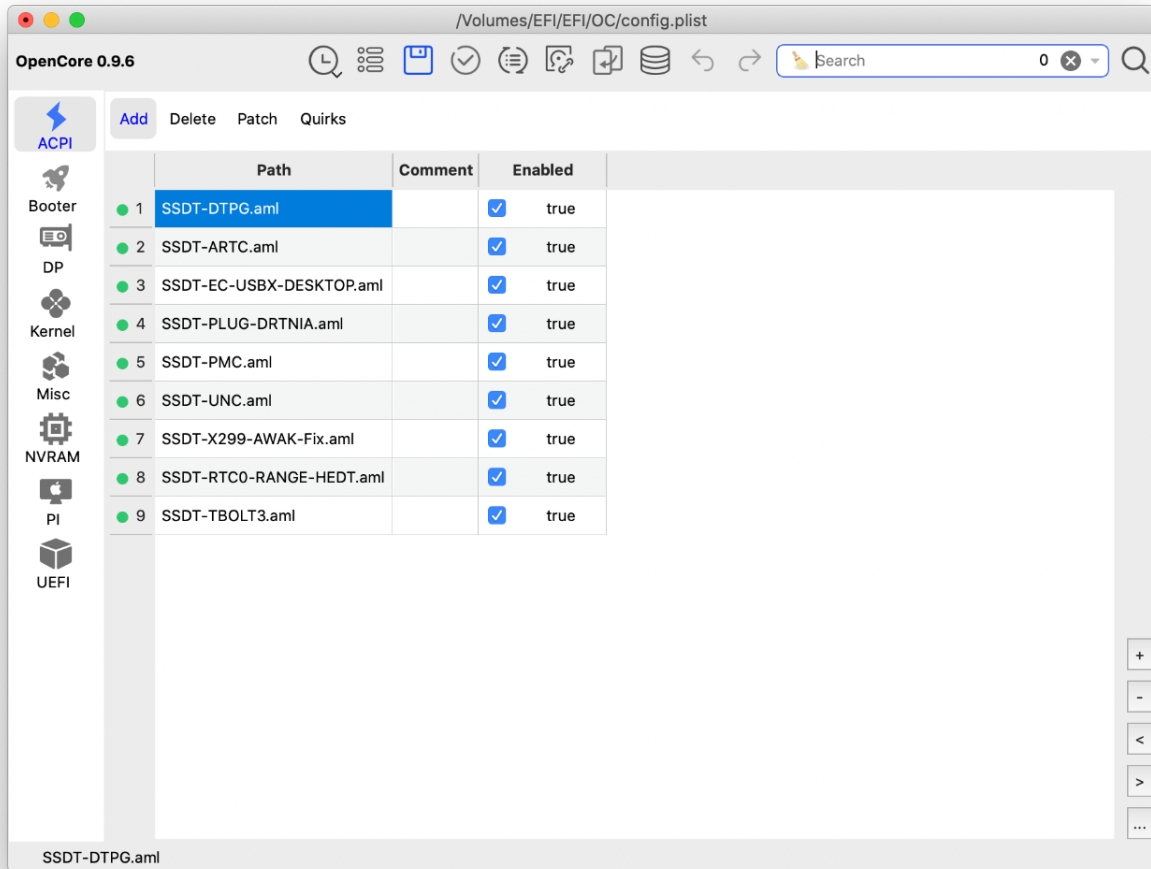 /Volumes/EFI/EFI/OC/config.plist
OpenCore 0.9.6
Search 0
ACPI
Booter
DP
Kernel
Misc
NVRAM
PI
UEFI
Add Delete Patch Quirks
Path Comment Enabled
1 SSDT-DTPG.aml true
2 SSDT-ARTC.aml true
3 SSDT-EC-USBX-DESKTOP.aml true
4 SSDT-PLUG-DRTNIA.aml true
5 SSDT-PMC.aml true
6 SSDT-UNC.aml true
7 SSDT-X299-AWAK-Fix.aml true
8 SSDT-RTC0-RANGE-HEDT.aml true
9 SSDT-TBOLT3.aml true
+
-
<
>
...
SSDT-DTPG.aml